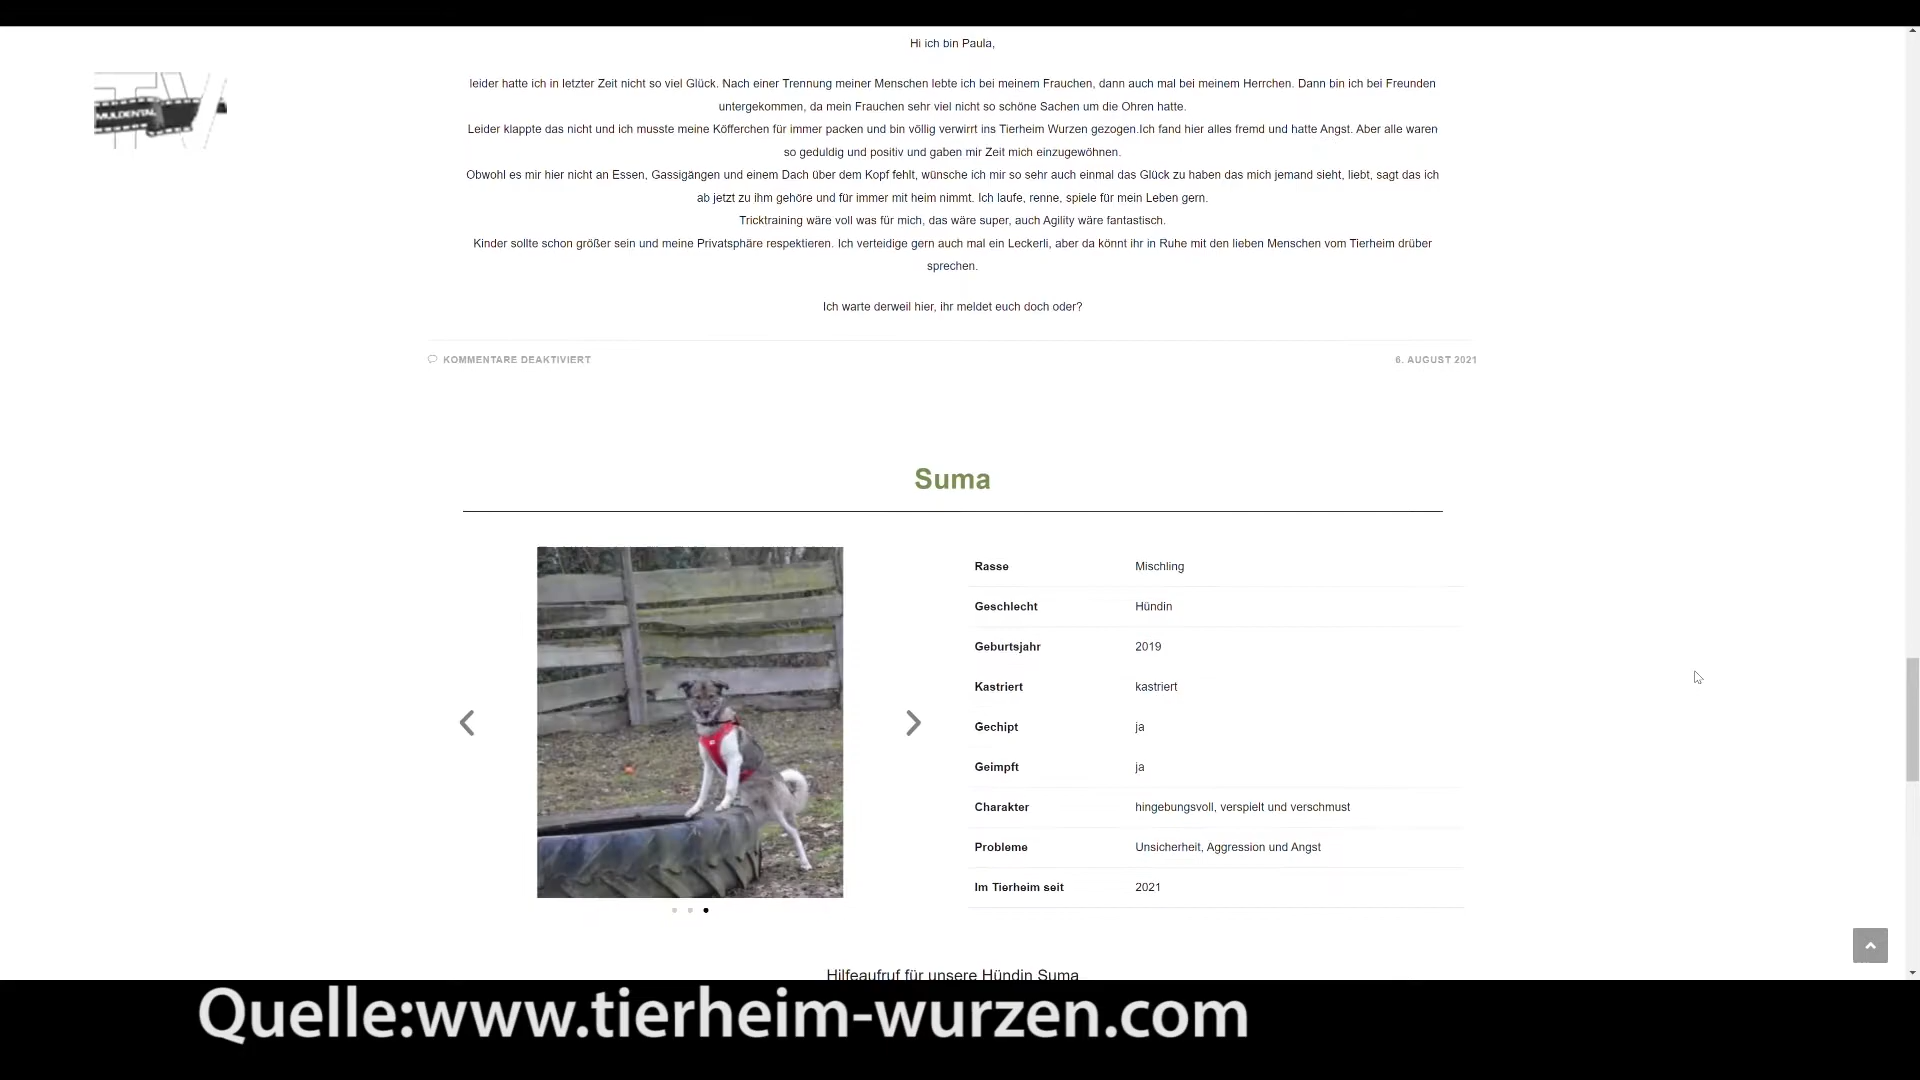 Hi ich bin Paula,
MULDENTAL
leider hatte ich in letzter Zeit nicht so viel Glück. Nach einer Trennung meiner Menschen lebte ich bei meinem Frauchen, dann auch mal bei meinem Herrchen. Dann bin ich bei Freunden
untergekommen, da mein Frauchen sehr viel nicht so schöne Sachen um die Ohren hatte.
Leider klappte das nicht und ich musste meine Köfferchen für immer packen und bin völlig verwirrt ins Tierheim Wurzen gezogen.Ich fand hier alles fremd und hatte Angst. Aber alle waren
so geduldig und positiv und gaben mir Zeit mich einzugewöhnen.
Obwohl es mir hier nicht an Essen, Gassigängen und einem Dach über dem Kopf fehlt, wünsche ich mir so sehr auch einmal das Glück zu haben das mich jemand sieht, liebt, sagt das ich
ab jetzt zu ihm gehöre und für immer mit heim nimmt. Ich laufe, renne, spiele für mein Leben gern.
Tricktraining wäre voll was für mich, das wäre super, auch Agility wäre fantastisch.
Kinder sollte schon größer sein und meine Privatsphäre respektieren. Ich verteidige gern auch mal ein Leckerli, aber da könnt ihr in Ruhe mit den lieben Menschen vom Tierheim drüber
sprechen.
Ich warte derweil hier, ihr meldet euch doch oder?
KOMMENTARE DEAKTIVIERT 6. AUGUST 2021
Suma
Rasse Mischling
Geschlecht Hündin
Geburtsjahr 2019
Kastriert kastriert
Gechipt ja
Geimpft ja
Charakter hingebungsvoll, verspielt und verschmust
Probleme Unsicherheit, Aggression und Angst
Im Tierheim seit 2021
Hilfeaufruf für unsere Hündin Suma
Quelle:www.tierheim-wurzen.com